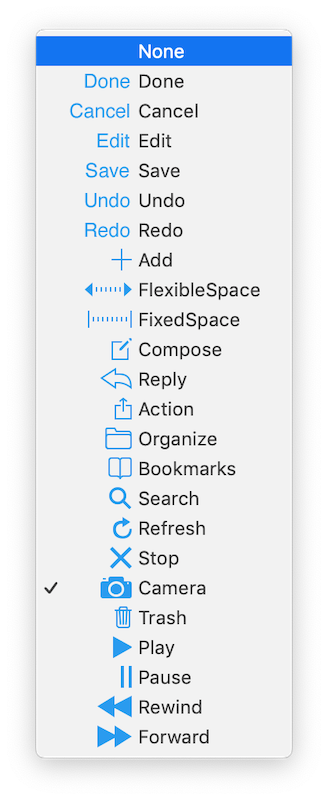 None
Done Done
Cancel Cancel
Edit Edit
Save Save
Undo Undo
Redo Redo
Add
FlexibleSpace
FixedSpace
Compose
Reply
Action
Organize
Bookmarks
Search
Refresh
Stop
Camera
Trash
Play
Pause
Rewind
Forward